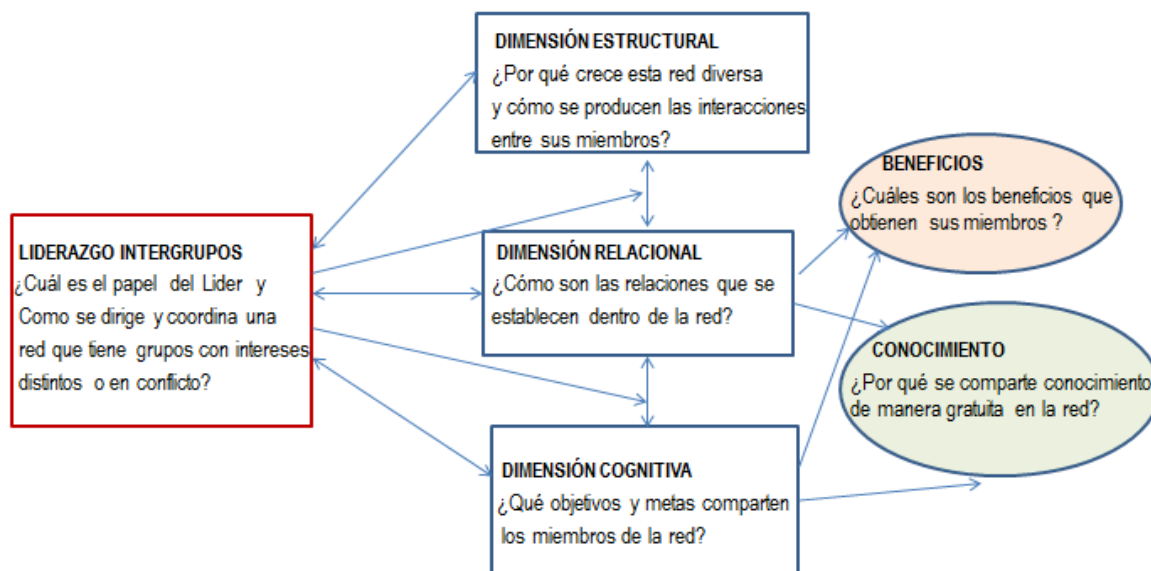 DIMENSIÓN ESTRUCTURAL
¿Por qué crece esta red diversa
y cómo se producen las interacciones
entre sus miembros?
LIDERAZGO INTERGRUPOS
¿Cuál es el papel del Lider y
Como se dirige y coordina una
red que tiene grupos con intereses
distintos o en conflicto?
DIMENSIÓN RELACIONAL
¿Cómo son las relaciones que se
establecen dentro de la red?
DIMENSIÓN COGNITIVA
¿Qué objetivos y metas comparten
los miembros de la red?
BENEFICIOS
¿Cuáles son los beneficios que
obtienen sus miembros ?
CONOCIMIENTO
¿Por qué se comparte conocimiento
de manera gratuita en la red?